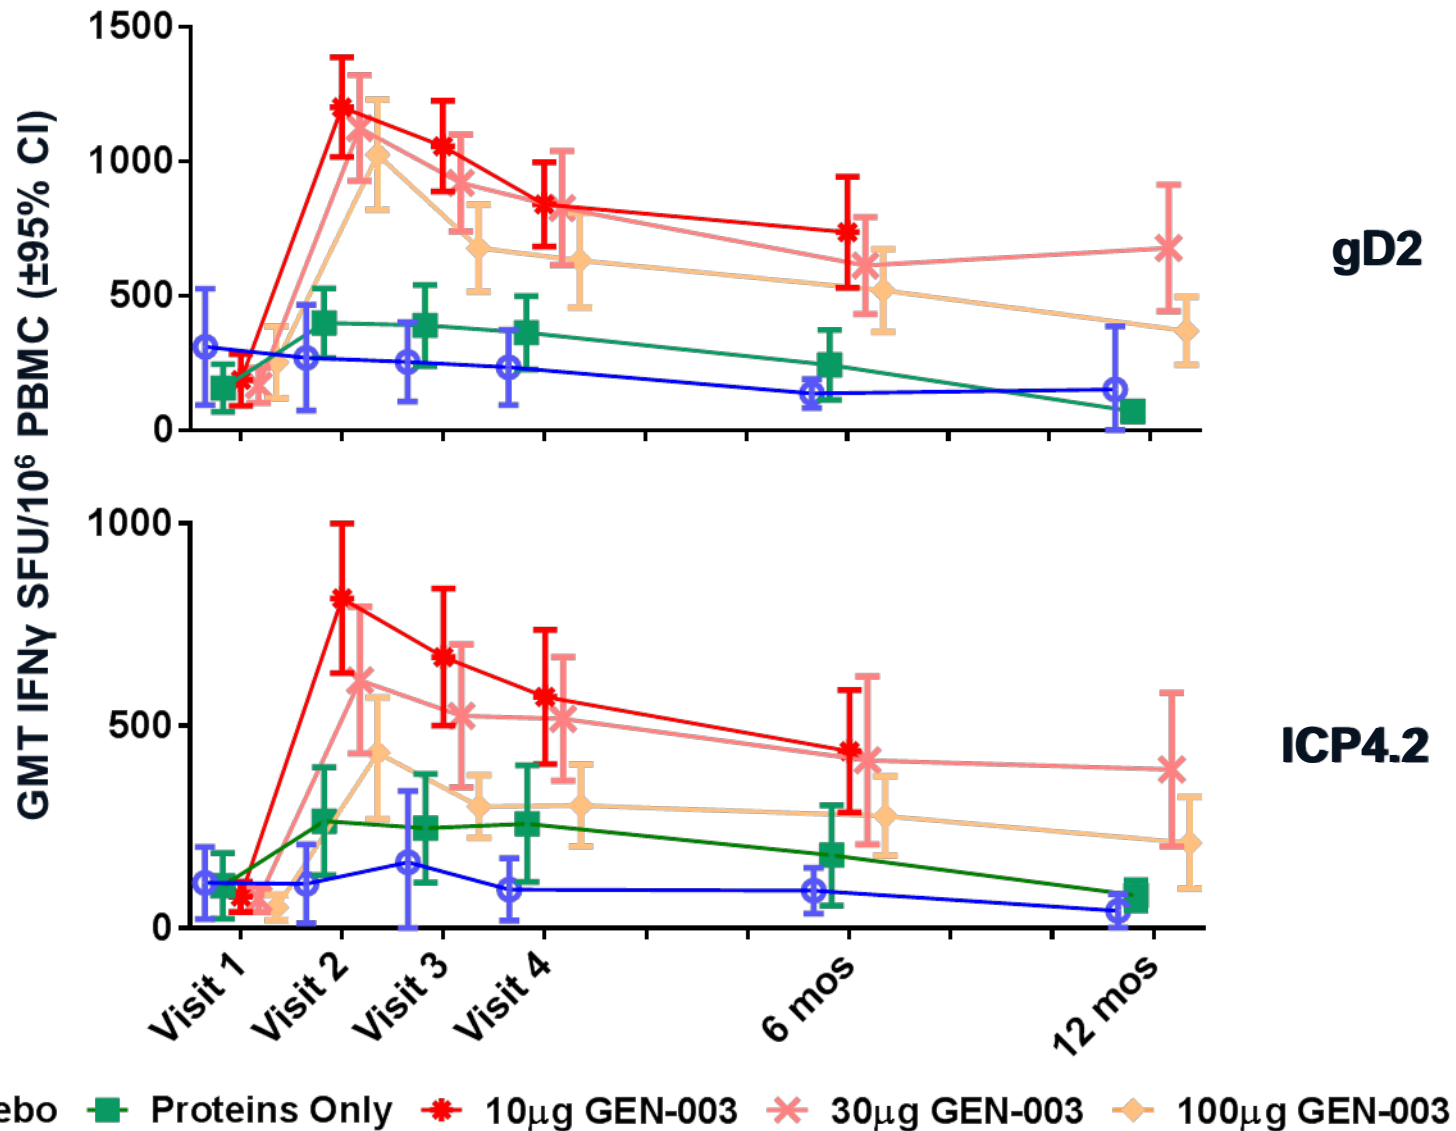 GMT IFNγ SFU/10⁶ PBMC (±95% CI)
1500
1000
500
0
gD2
1000
500
0
ICP4.2
Visit 1
Visit 2
Visit 3
Visit 4
6 mos
12 mos
ebo Proteins Only 10µg GEN-003 30µg GEN-003 100µg GEN-003